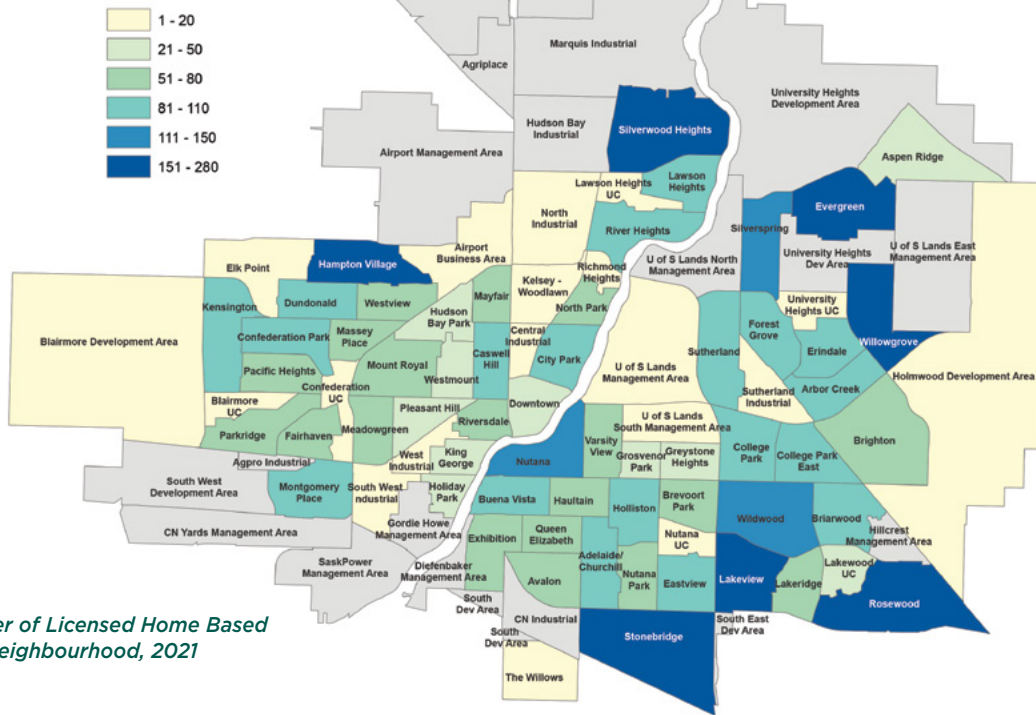 1 - 20
21 - 50
51 - 80
81 - 110
111 - 150
151 - 280
Marquis Industrial
Agriplace
University Heights
Development Area
Hudson Bay
Industrial
Silverwood Heights
Airport Management Area
Aspen Ridge
Lawson Heights
UC
Lawson
Heights
North
Industrial
River Heights
Evergreen
Silverspring
U of S Lands East
Management Area
University Heights
Dev Area
U of S Lands North
Management Area
Airport
Business Area
Elk Point
Hampton Village
Richmond
Heights
Kelsey -
Woodlawn
Kensington
Dundonald
Westview
Mayfair
Hudson
Bay Park
North Park
University
Heights UC
Willowgrove
Blairmore Development Area
Confederation Park
Massey
Place
Central
Industrial
Caswell
Hill
City Park
Forest
Grove
Sutherland
Erindale
Mount Royal
Westmount
U of S Lands
Management Area
Holmwood Development Area
Pacific Heights
Confederation
UC
Sutherland
Industrial
Arbor Creek
Blairmore
UC
Pleasant Hill
Downtown
Parkridge
Fairhaven
Meadowgreen
Riversdale
U of S Lands
South Management Area
Varsity
View
Grosvenor
Park
Greystone
Heights
College
Park
College Park
East
Brighton
Agpro Industrial
West
Industrial
King
George
Nutana
South West
Development Area
Montgomery
Place
South West
Industrial
Holiday
Park
Buena Vista
Haultain
Holliston
Brevoort
Park
Wildwood
Briarwood
CN Yards Management Area
Gordie Howe
Management Area
Exhibition
Queen
Elizabeth
Nutana
UC
Hillcrest
Management Area
SaskPower
Management Area
Diefenbaker
Management Area
Avalon
Adelaide/
Churchill
Nutana
Park
Eastview
Lakeview
Lakeridge
Lakewood
UC
Rosewood
South
Dev Area
CN Industrial
South East
Dev Area
South
Dev Area
Stonebridge
The Willows
er of Licensed Home Based
eighbourhood, 2021